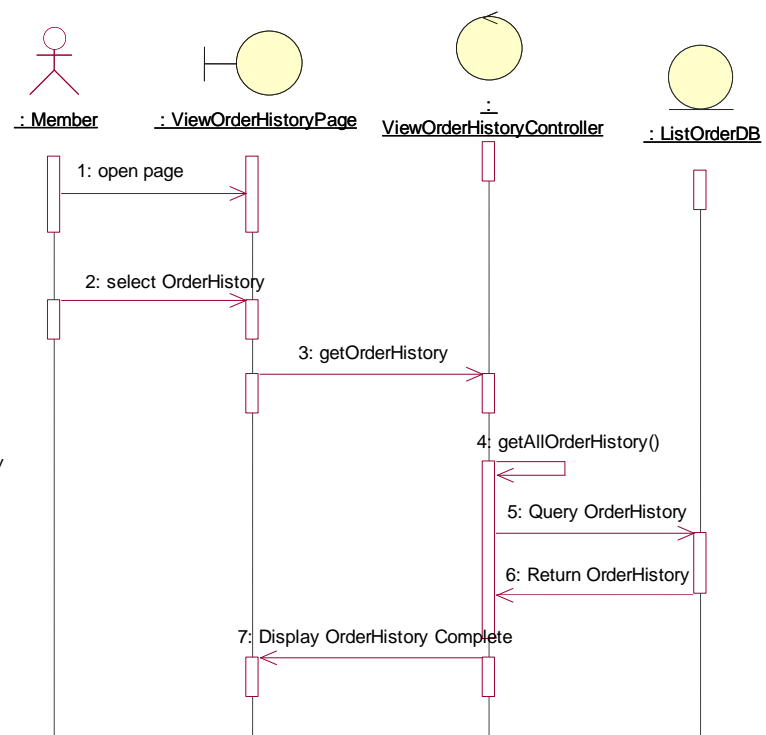 : Member
: ViewOrderHistoryPage
:
ViewOrderHistoryController
: ListOrderDB
1: open page
2: select OrderHistory
3: getOrderHistory
4: getAllOrderHistory()
y
5: Query OrderHistory
6: Return OrderHistory
7: Display OrderHistory Complete